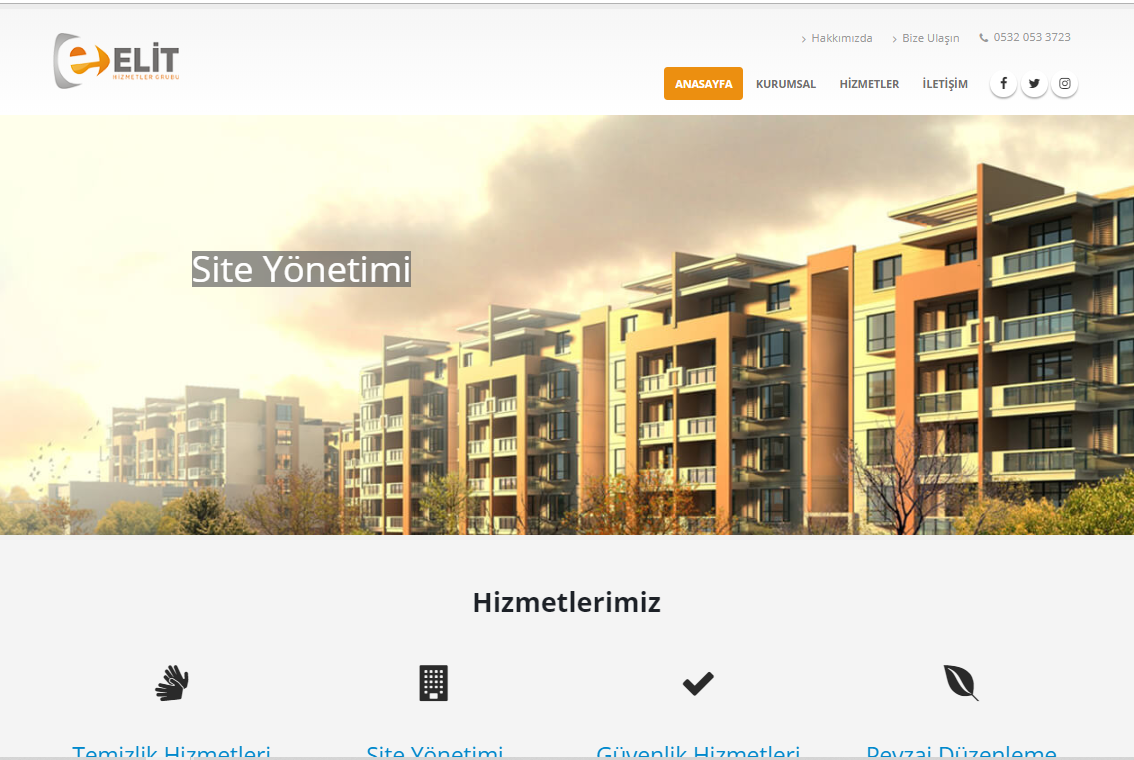 Hakkımızda
Bize Ulaşın
0532 053 3723
ELİT
HİZMETLER GRUBU
ANASAYFA
KURUMSAL
HİZMETLER
İLETİŞİM
Site Yönetimi
Hizmetlerimiz
Temizlik Hizmetleri
Site Yönetimi
Güvenlik Hizmetleri
Peyzaj Düzenleme